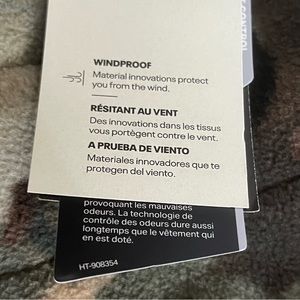 WINDPROOF
Material innovations protect
you from the wind.
RÉSITANT AU VENT
Des innovations dans les tissus
vous portègent contre le vent.
A PRUEBA DE VIENTO
Materiales innovadores que te
protegen del viento.
provoquant les mauvaises
odeurs. La technologie de
contrôle des odeurs dure aussi
longtemps que le vêtement qui
en est doté.
HT-908354